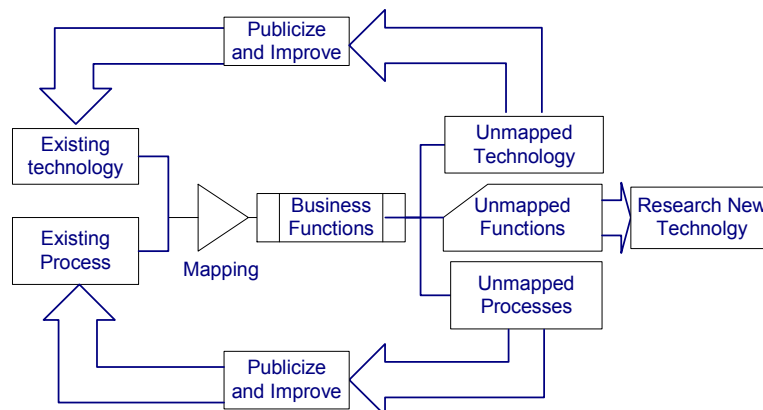 Publicize
and Improve
Existing
technology
Unmapped
Technology
Business
Functions
Unmapped
Functions
Research New
Technolgy
Existing
Process
Mapping
Unmapped
Processes
Publicize
and Improve